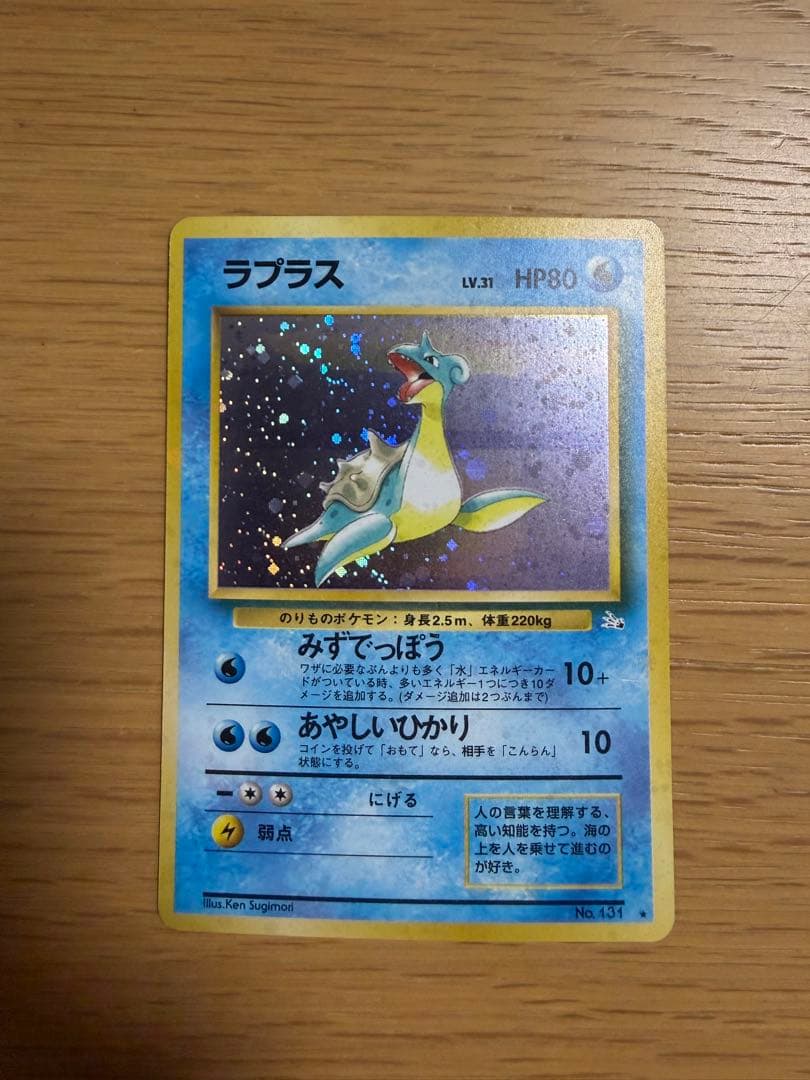 ラプラス LV.31 HP80
のりものポケモン：身長2.5m、体重220kg
みずでっぽう
ワザに必要なぶんよりも多く「水」エネルギーカー
ドがついている時、多いエネルギー1つにつき10ダ
メージを追加する。(ダメージ追加は2つぶんまで)
10+
あやしいひかり
コインを投げて「おもて」なら、相手を「こんらん」
状態にする。
10
にげる
弱点
人の言葉を理解する、
高い知能を持つ。海の
上を人を乗せて進むの
が好き。
Illus.Ken Sugimori
No. 131 ★